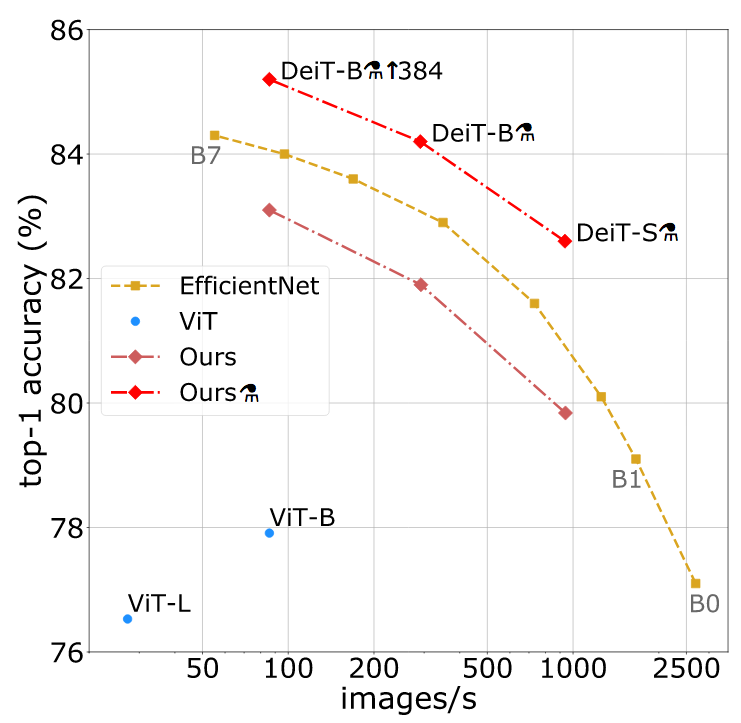 86
DeiT-B⚗↑384
DeiT-B⚗
84
B7
DeiT-S⚗
82
EfficientNet
ViT
Ours
Ours⚗
80
B1
78
ViT-B
ViT-L
B0
76
50 100 200 500 1000 2500
images/s
top-1 accuracy (%)